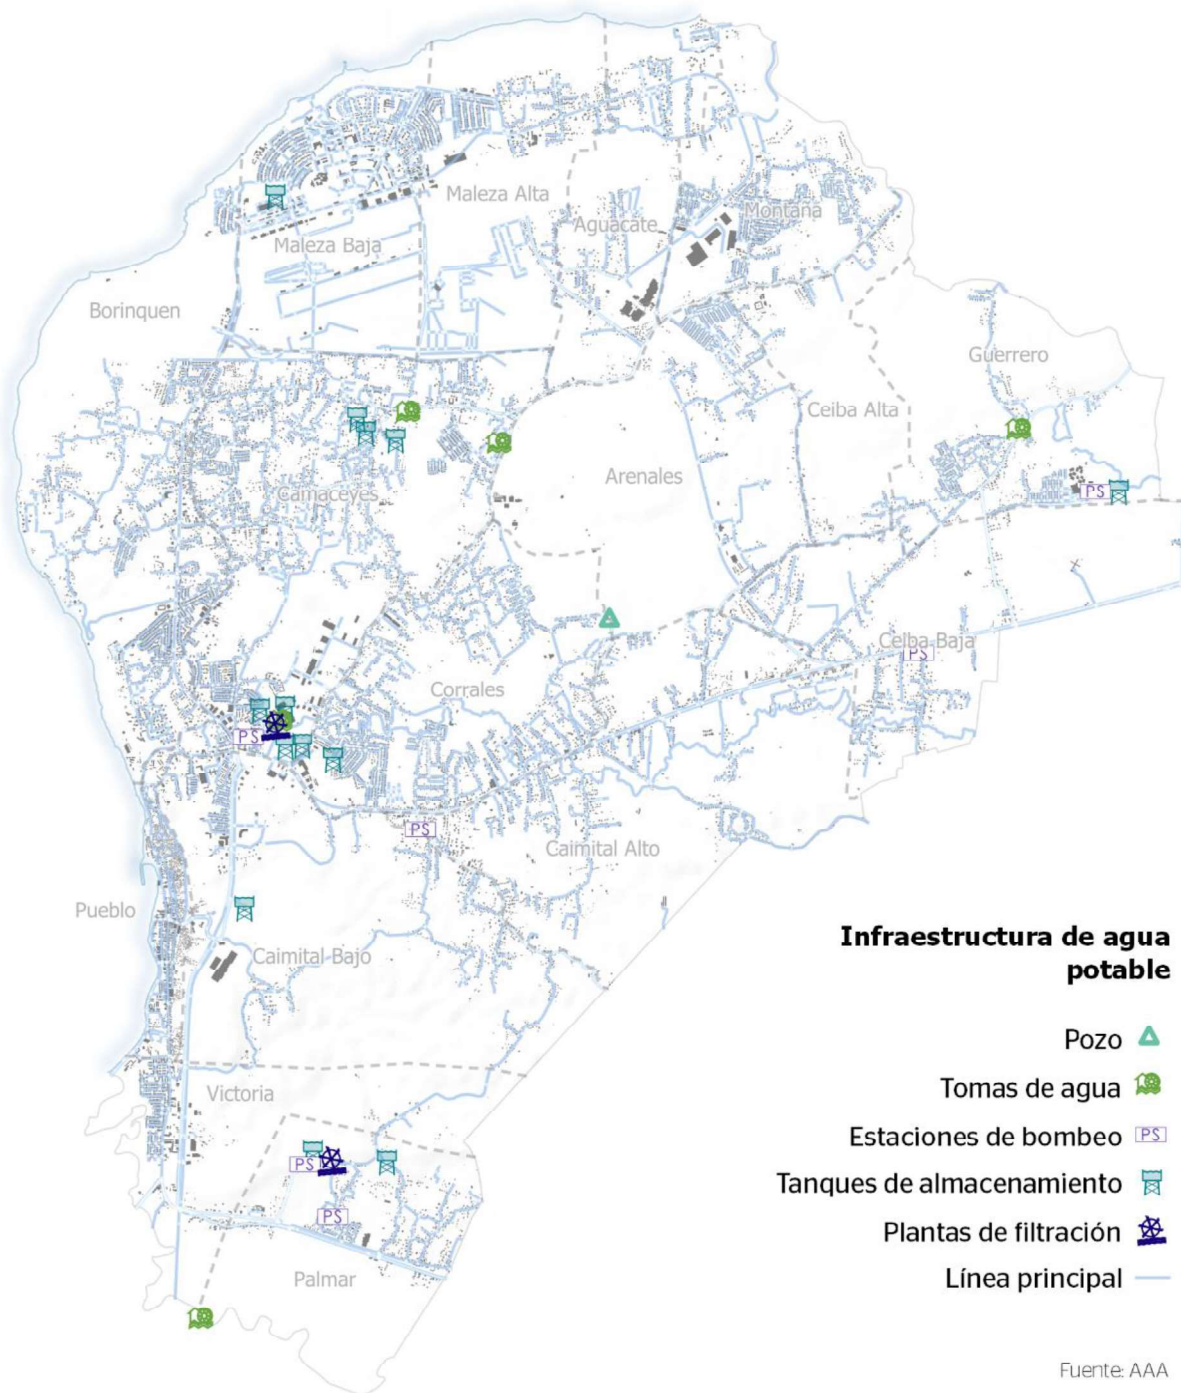 Maleza Alta
Aguacate
Montaña
Maleza Baja
Borinquen
Guerrero
Ceiba Alta
Arenales
Camaceyes
PS
Ceiba Baja
PS
Corrales
PS
PS
Caimital Alto
Pueblo
Caimital Bajo
Victoria
PS
PS
Palmar
Infraestructura de agua
potable
Pozo
Tomas de agua
Estaciones de bombeo PS
Tanques de almacenamiento
Plantas de filtración
Línea principal
Fuente: AAA